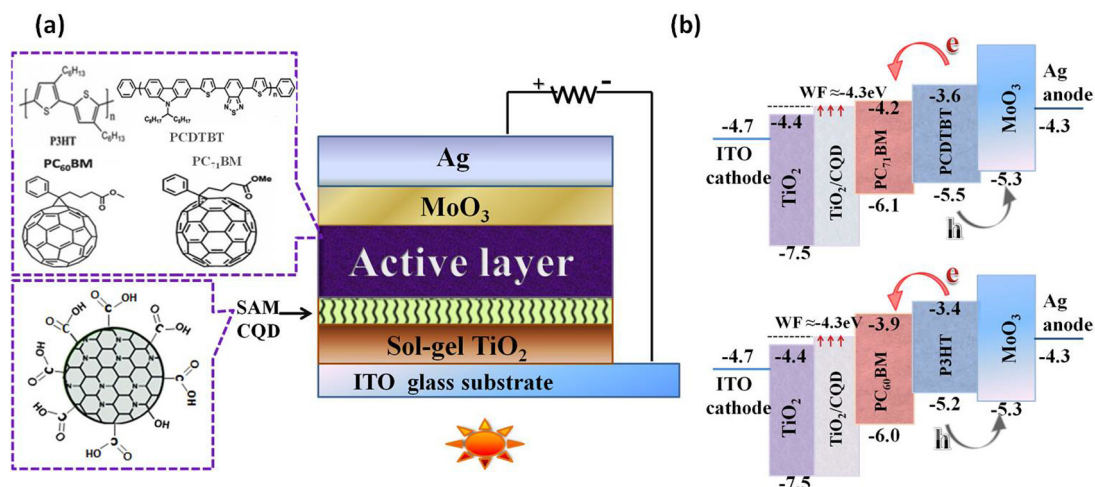 (a)
C₆H₁₃
C₆H₁₃
n
P3HT
n
C₈H₁₇ C₈H₁₇
PCDTBT
PC₆₀BM
PC₇₁BM
OMe
SAM
CQD
Ag
MoO₃
Active layer
Sol-gel TiO₂
ITO glass substrate
+
-
O
OH
HO
C
N
(b)
e
WF ≈-4.3eV
-4.7
ITO
cathode
-4.4
TiO₂
-7.5
TiO₂/CQD
-4.2
PC₇₁BM
-6.1
-3.6
PCDTBT
-5.5
MoO₃
-5.3
h
Ag
anode
-4.3
e
WF ≈-4.3eV
-4.7
ITO
cathode
-4.4
TiO₂
-7.5
TiO₂/CQD
-3.9
PC₆₀BM
-6.0
-3.4
P3HT
-5.2
MoO₃
-5.3
h
Ag
anode
-4.3